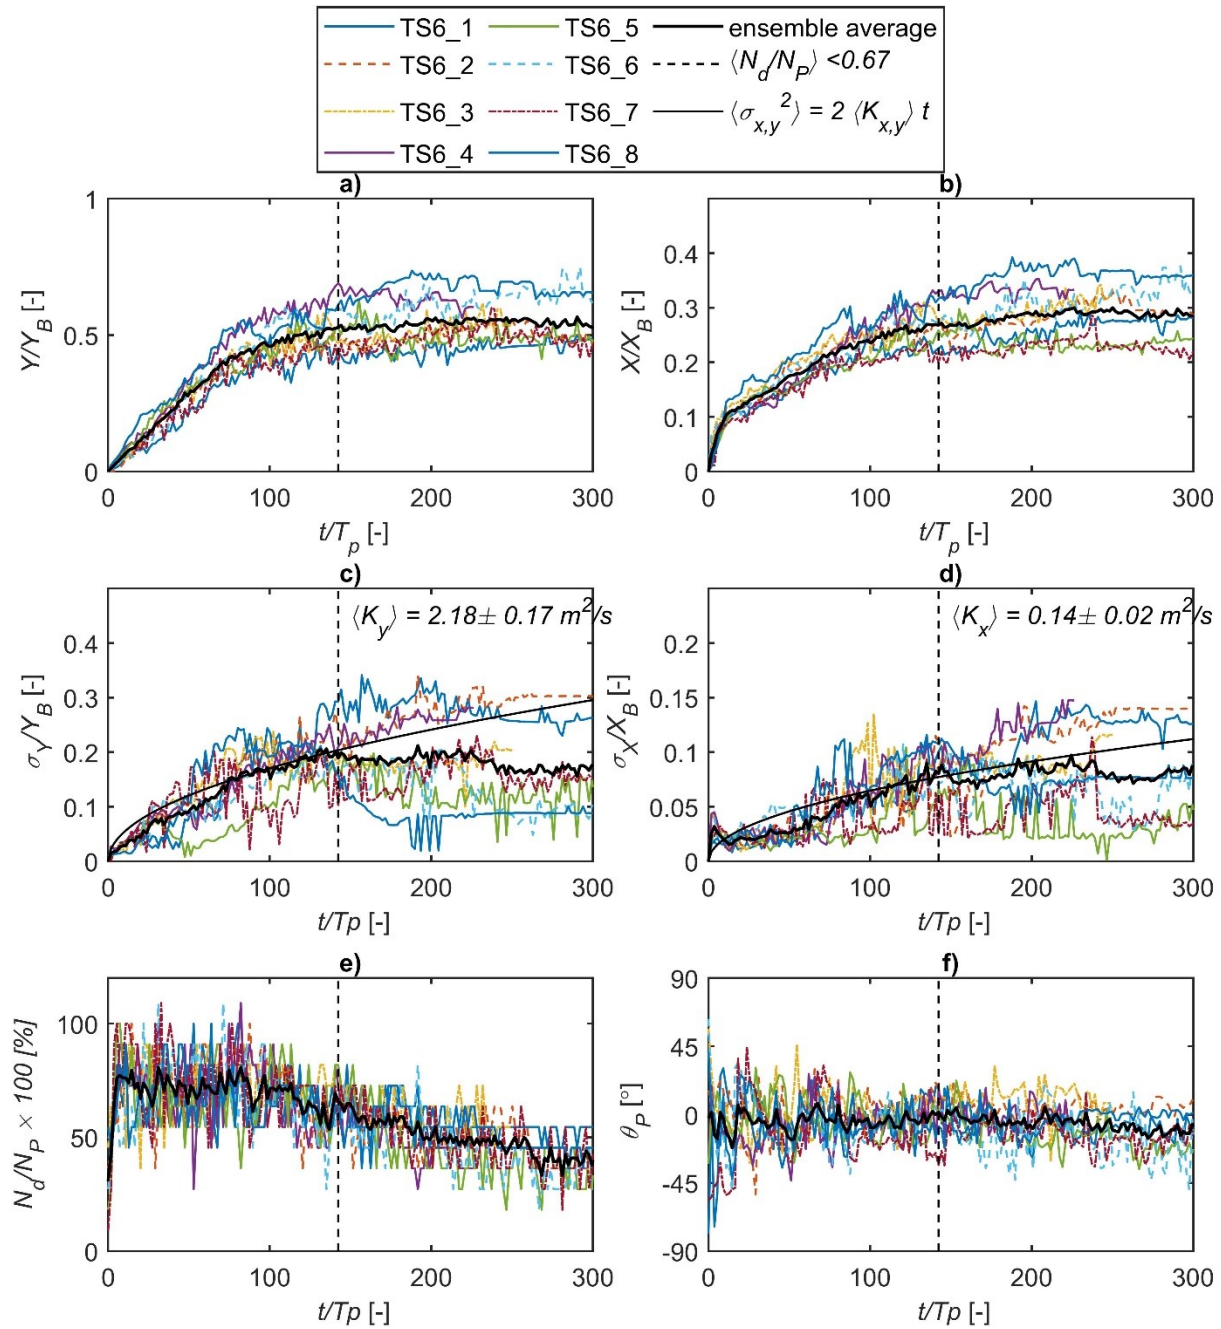 TS6_1 TS6_5 ensemble average
TS6_2 TS6_6 ⟨N_d/N_P⟩ <0.67
TS6_3 TS6_7 ⟨σ_{x,y}^2⟩ = 2 ⟨K_{x,y}⟩ t
TS6_4 TS6_8
a)
1
0.5
0
Y/Y_B [-]
0 100 200 300
t/T_p [-]
b)
0.4
0.3
0.2
0.1
0
X/X_B [-]
0 100 200 300
t/T_p [-]
c)
⟨K_y⟩ = 2.18± 0.17 m^2/s
0.4
0.3
0.2
0.1
0
σ_Y/Y_B [-]
0 100 200 300
t/Tp [-]
d)
⟨K_x⟩ = 0.14± 0.02 m^2/s
0.2
0.15
0.1
0.05
0
σ_X/X_B [-]
0 100 200 300
t/Tp [-]
e)
100
50
0
N_d/N_P × 100 [%]
0 100 200 300
t/Tp [-]
f)
90
45
0
-45
-90
θ_P [°]
0 100 200 300
t/Tp [-]